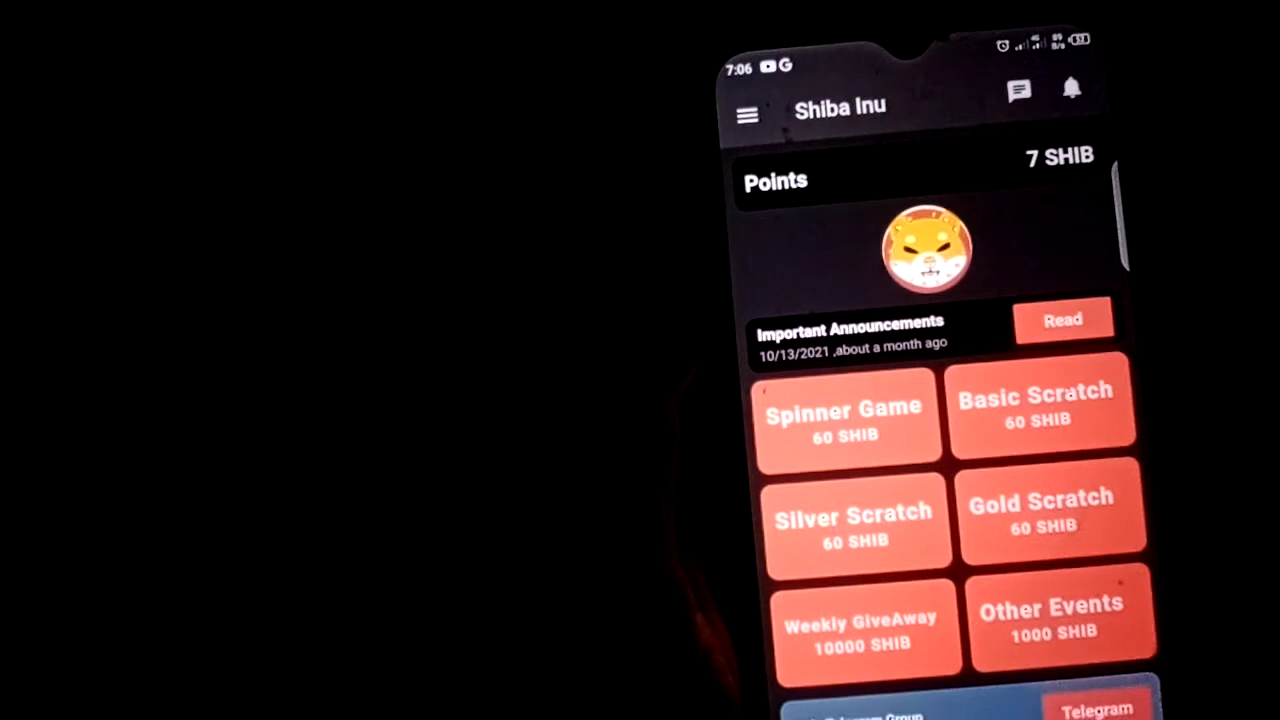 7:06
Shiba Inu
Points
7 SHIB
Important Announcements
10/13/2021 ,about a month ago
Read
Spinner Game
60 SHIB
Basic Scratch
60 SHIB
Silver Scratch
60 SHIB
Gold Scratch
60 SHIB
Weekly GiveAway
10000 SHIB
Other Events
1000 SHIB
Telegram Group
Telegram